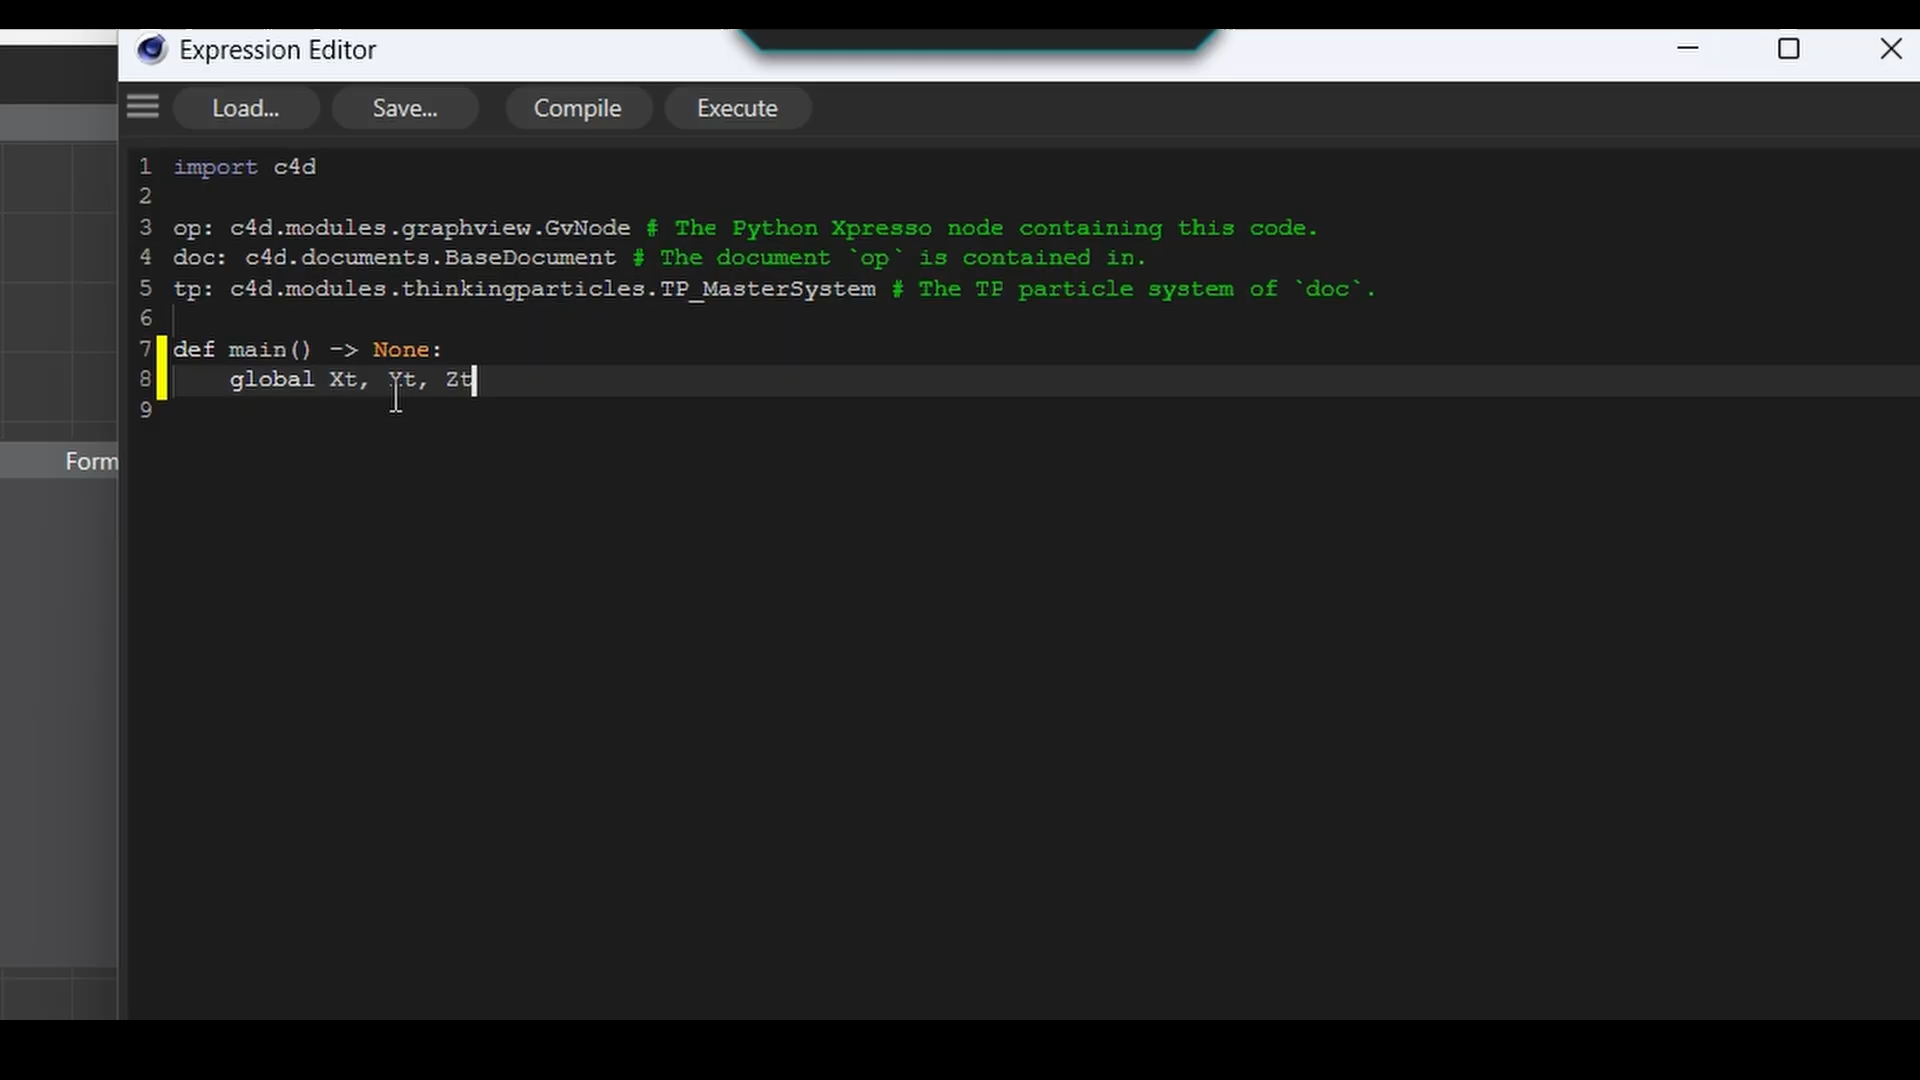 Expression Editor
Load... Save... Compile Execute
1 import c4d
2
3 op: c4d.modules.graphview.GvNode # The Python Xpresso node containing this code.
4 doc: c4d.documents.BaseDocument # The document `op` is contained in.
5 tp: c4d.modules.thinkingparticles.TP_MasterSystem # The TP particle system of `doc`.
6
7 def main() -> None:
8 global Xt, Yt, Zt
9
Form